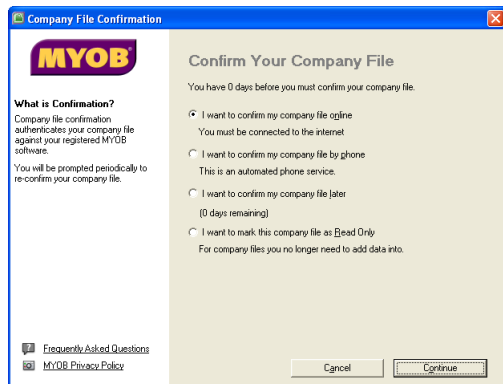 Company File Confirmation
MYOB
What is Confirmation?
Company file confirmation
authenticates your company file
against your registered MYOB
software.
You will be prompted periodically to
re-confirm your company file.
Frequently Asked Questions
MYOB Privacy Policy
Confirm Your Company File
You have 0 days before you must confirm your company file.
I want to confirm my company file online
You must be connected to the internet
I want to confirm my company file by phone
This is an automated phone service.
I want to confirm my company file later
(0 days remaining)
I want to mark this company file as Read Only
For company files you no longer need to add data into.
Cancel
Continue